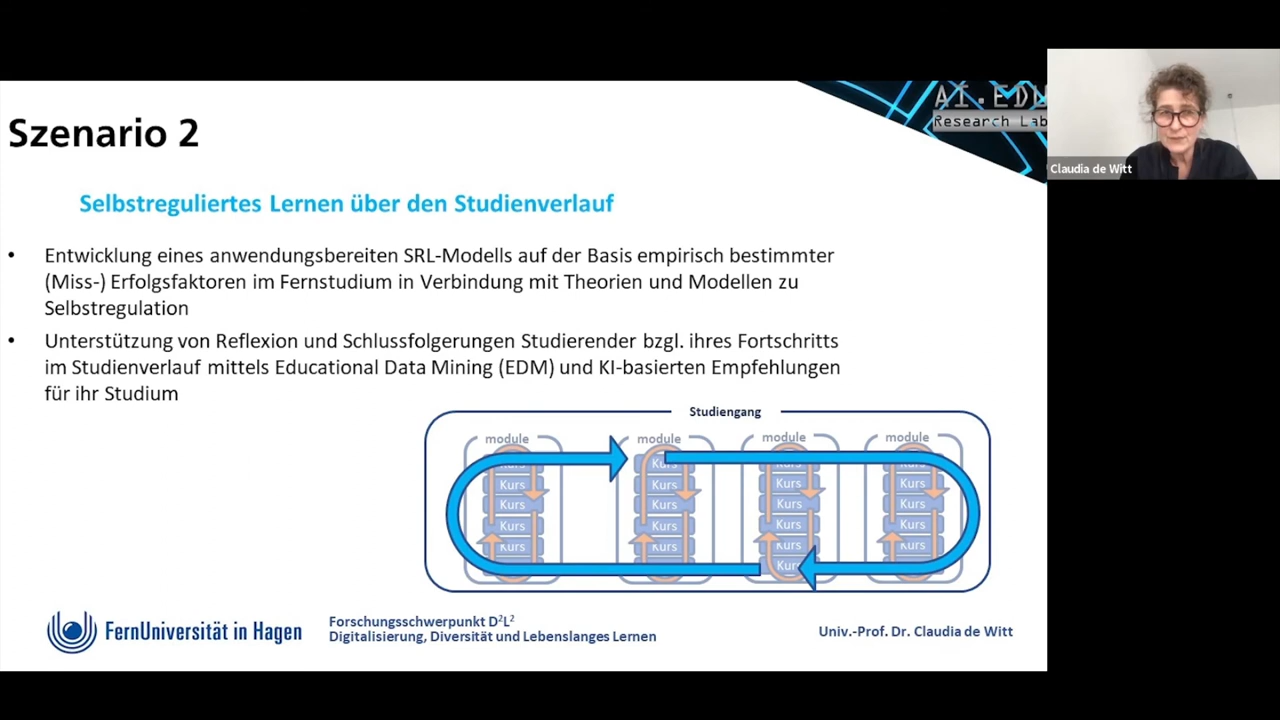 AI.EDU
Research Lab
Szenario 2
Claudia de Witt
Selbstreguliertes Lernen über den Studienverlauf
• Entwicklung eines anwendungsbereiten SRL-Modells auf der Basis empirisch bestimmter
(Miss-) Erfolgsfaktoren im Fernstudium in Verbindung mit Theorien und Modellen zu
Selbstregulation
• Unterstützung von Reflexion und Schlussfolgerungen Studierender bzgl. ihres Fortschritts
im Studienverlauf mittels Educational Data Mining (EDM) und KI-basierten Empfehlungen
für ihr Studium
Studiengang
module module module module
Kurs Kurs Kurs Kurs
Kurs Kurs Kurs Kurs
Kurs Kurs Kurs Kurs
Kurs Kurs Kurs Kurs
Kurs Kurs Kurs Kurs
Kurs
FernUniversität in Hagen
Forschungsschwerpunkt D²L²
Digitalisierung, Diversität und Lebenslanges Lernen
Univ.-Prof. Dr. Claudia de Witt